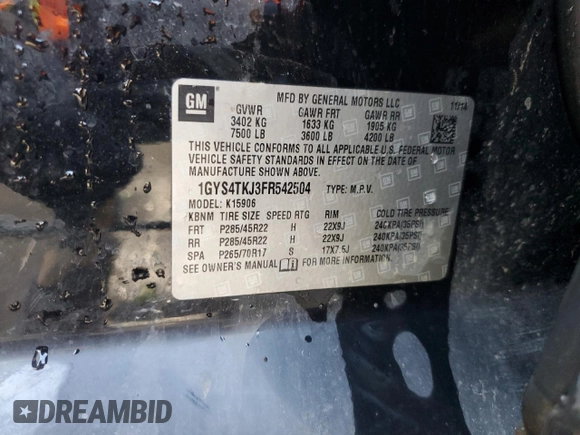 GM
MFD BY GENERAL MOTORS LLC
GVWR GAWR FRT GAWR RR
3402 KG 1633 KG 1905 KG
7500 LB 3600 LB 4200 LB
THIS VEHICLE CONFORMS TO ALL APPLICABLE U.S. FEDERAL MOTOR
VEHICLE SAFETY STANDARDS IN EFFECT ON THE DATE OF
MANUFACTURE SHOWN ABOVE.
1GYS4TKJ3FR542504 TYPE: M.P.V.
MODEL: K15906
KBNM TIRE SIZE SPEED RTG RIM COLD TIRE PRESSURE
FRT P285/45R22 H 22X9J 240KPA(35PSI)
RR P285/45R22 H 22X9J 240KPA(35PSI)
SPA P265/70R17 S 17X7.5J 240KPA(35PSI)
SEE OWNER'S MANUAL FOR MORE INFORMATION.
DREAMBID